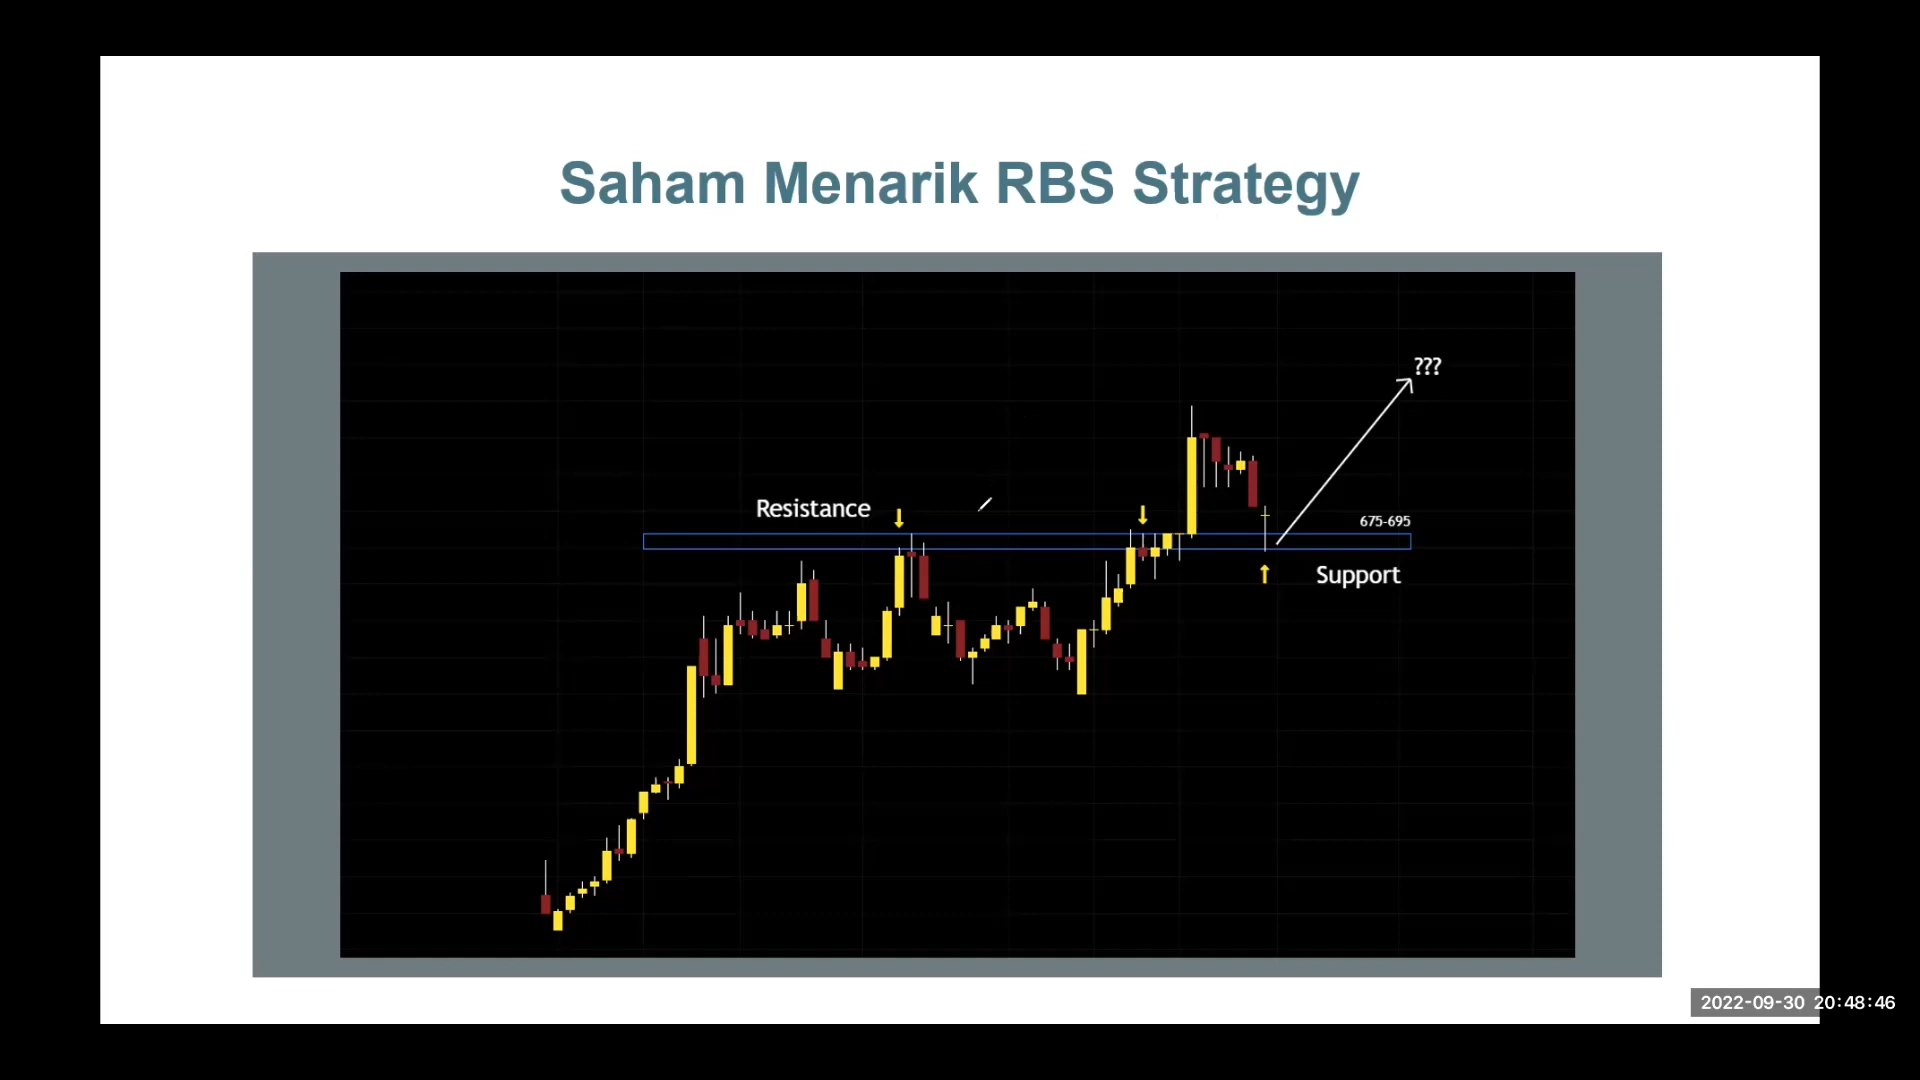 Saham Menarik RBS Strategy
???
Resistance
675-695
Support
2022-09-30 20:48:46